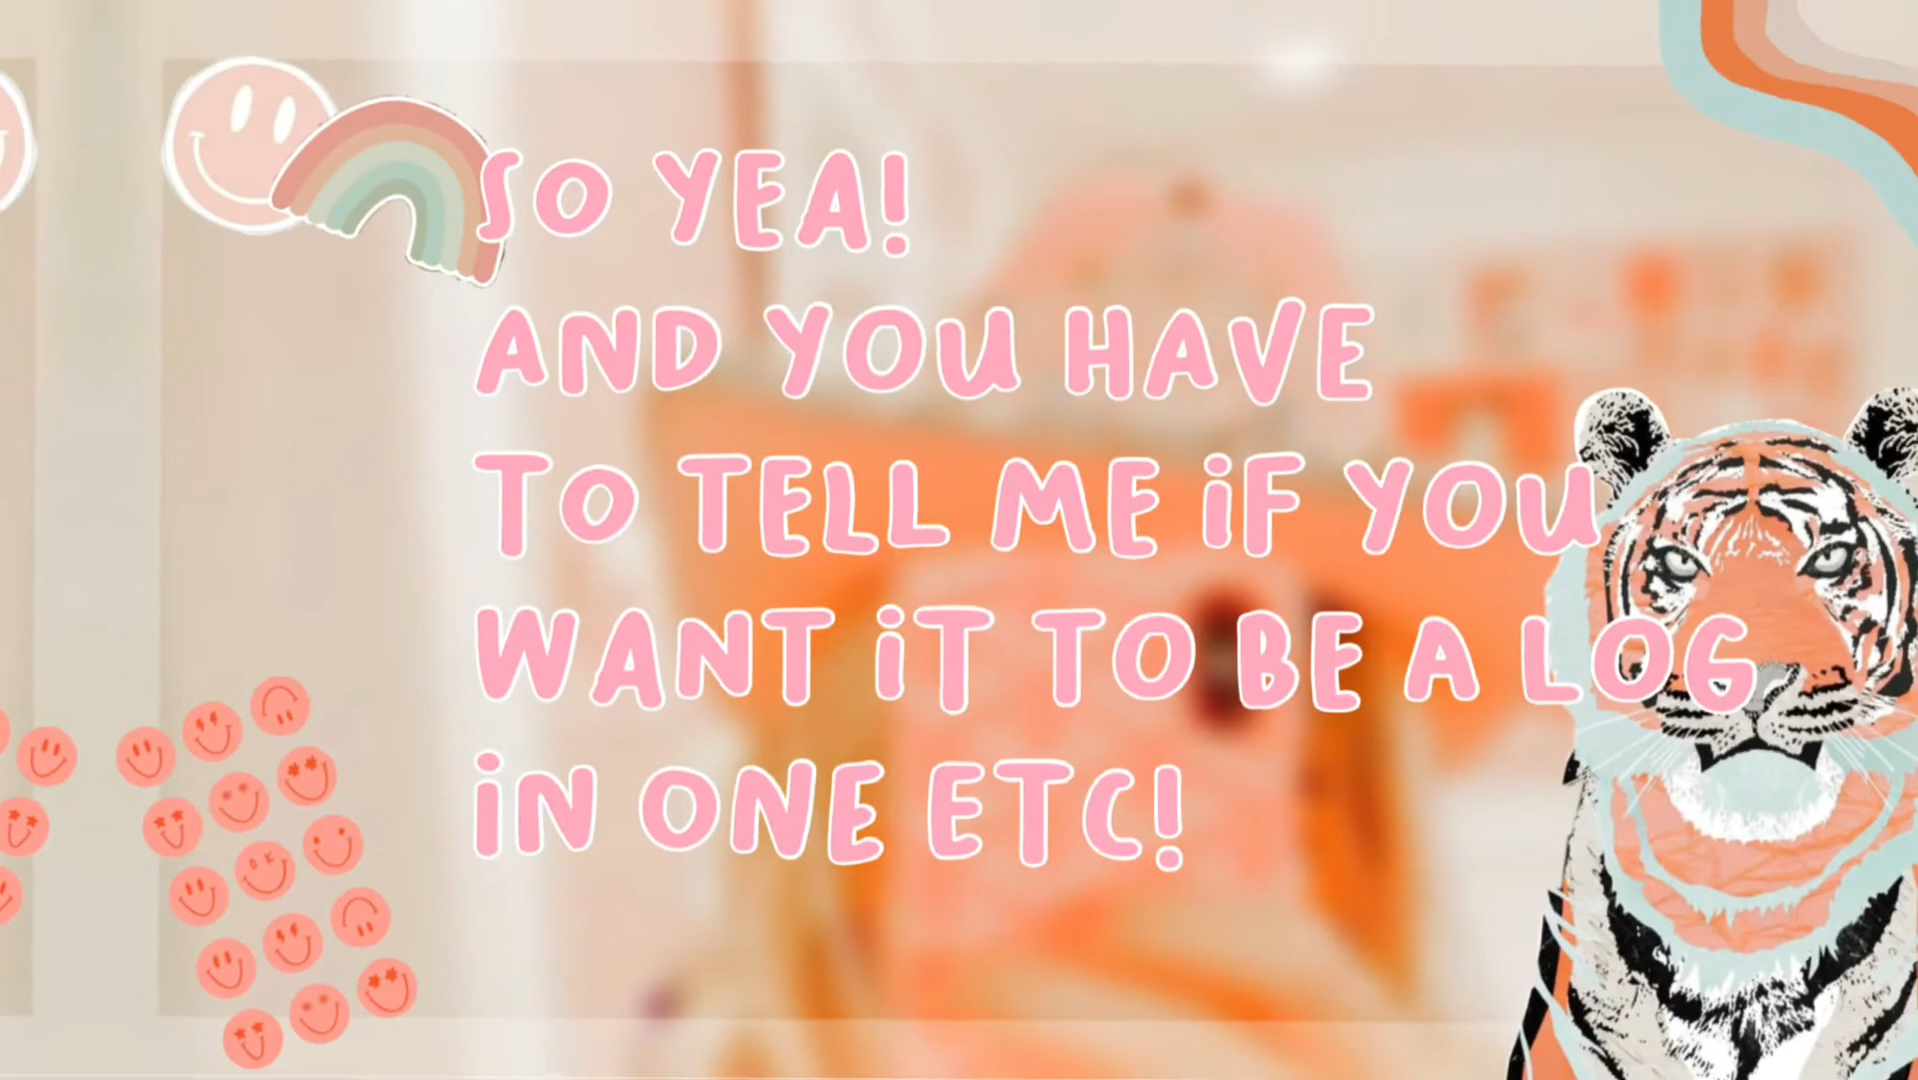 SO YEA!
AND YOU HAVE
TO TELL ME iF YOU
WANT iT TO BE A LOG
iN ONE ETC!